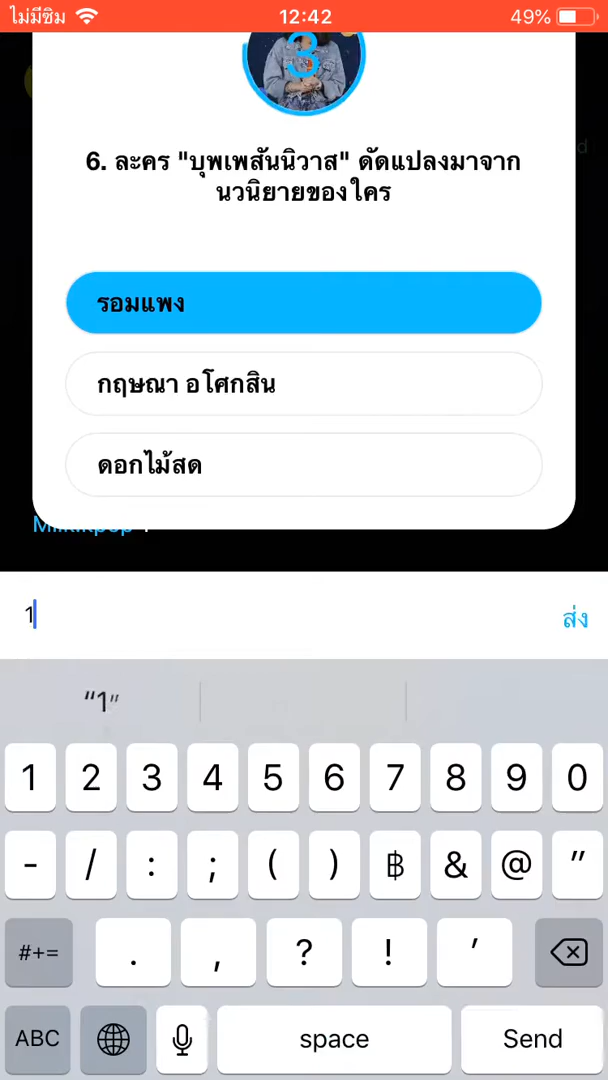 ไม่มีซิม 12:42 49%
3
6. ละคร "บุพเพสันนิวาส" ดัดแปลงมาจาก
นวนิยายของใคร
รอมแพง
กฤษณา อโศกสิน
ดอกไม้สด
1 ส่ง
“1”
1 2 3 4 5 6 7 8 9 0
- / : ; ( ) ฿ & @ ”
#+= . , ? ! ’
ABC space Send